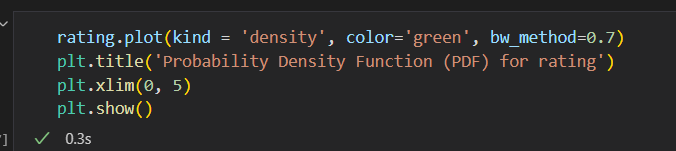 rating.plot(kind = 'density', color='green', bw_method=0.7)
plt.title('Probability Density Function (PDF) for rating')
plt.xlim(0, 5)
plt.show()
]
0.3s